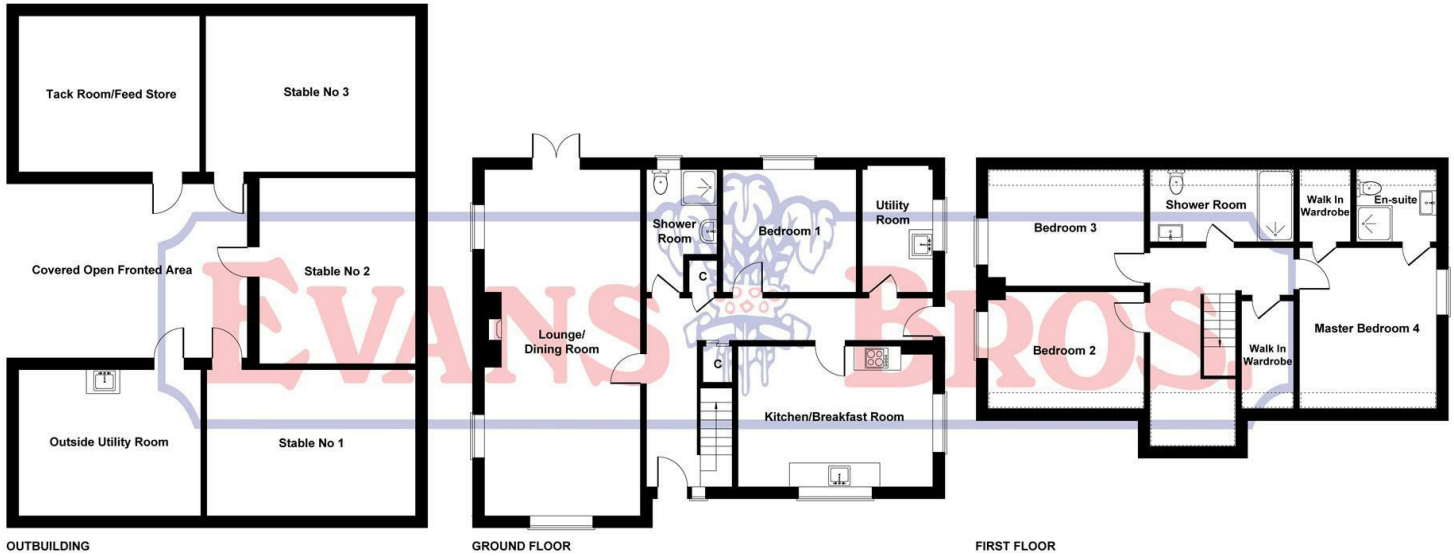 Tack Room/Feed Store
Stable No 3
Covered Open Fronted Area
Stable No 2
Outside Utility Room
Stable No 1
OUTBUILDING
Shower
Room
Bedroom 1
Utility
Room
C
Lounge/
Dining Room
C
Kitchen/Breakfast Room
GROUND FLOOR
Bedroom 3
Shower Room
Walk In
Wardrobe
En-suite
Bedroom 2
Walk In
Wardrobe
Master Bedroom 4
FIRST FLOOR
EVANS BROS.